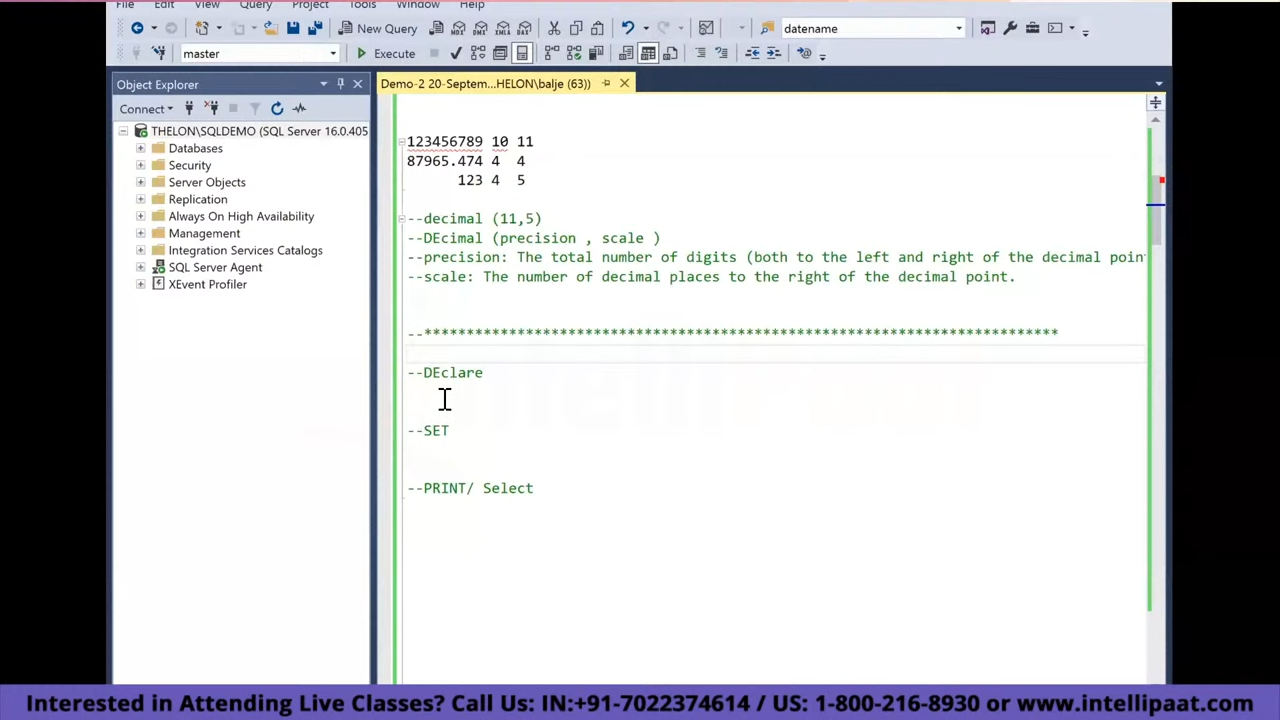 File Edit View Query Project Tools Window Help
New Query MDX DMX XMLA DAX datename
master Execute
Object Explorer
Demo-2 20-Septem...HELON\balje (63))
Connect
THELON\SQLDEMO (SQL Server 16.0.405
Databases
Security
Server Objects
Replication
Always On High Availability
Management
Integration Services Catalogs
SQL Server Agent
XEvent Profiler
123456789 10 11
87965.474 4 4
123 4 5
--decimal (11,5)
--DEcimal (precision , scale )
--precision: The total number of digits (both to the left and right of the decimal poin
--scale: The number of decimal places to the right of the decimal point.
--***************************************************************************
--DEclare
--SET
--PRINT/ Select
Interested in Attending Live Classes? Call Us: IN:+91-7022374614 / US: 1-800-216-8930 or www.intellipaat.com